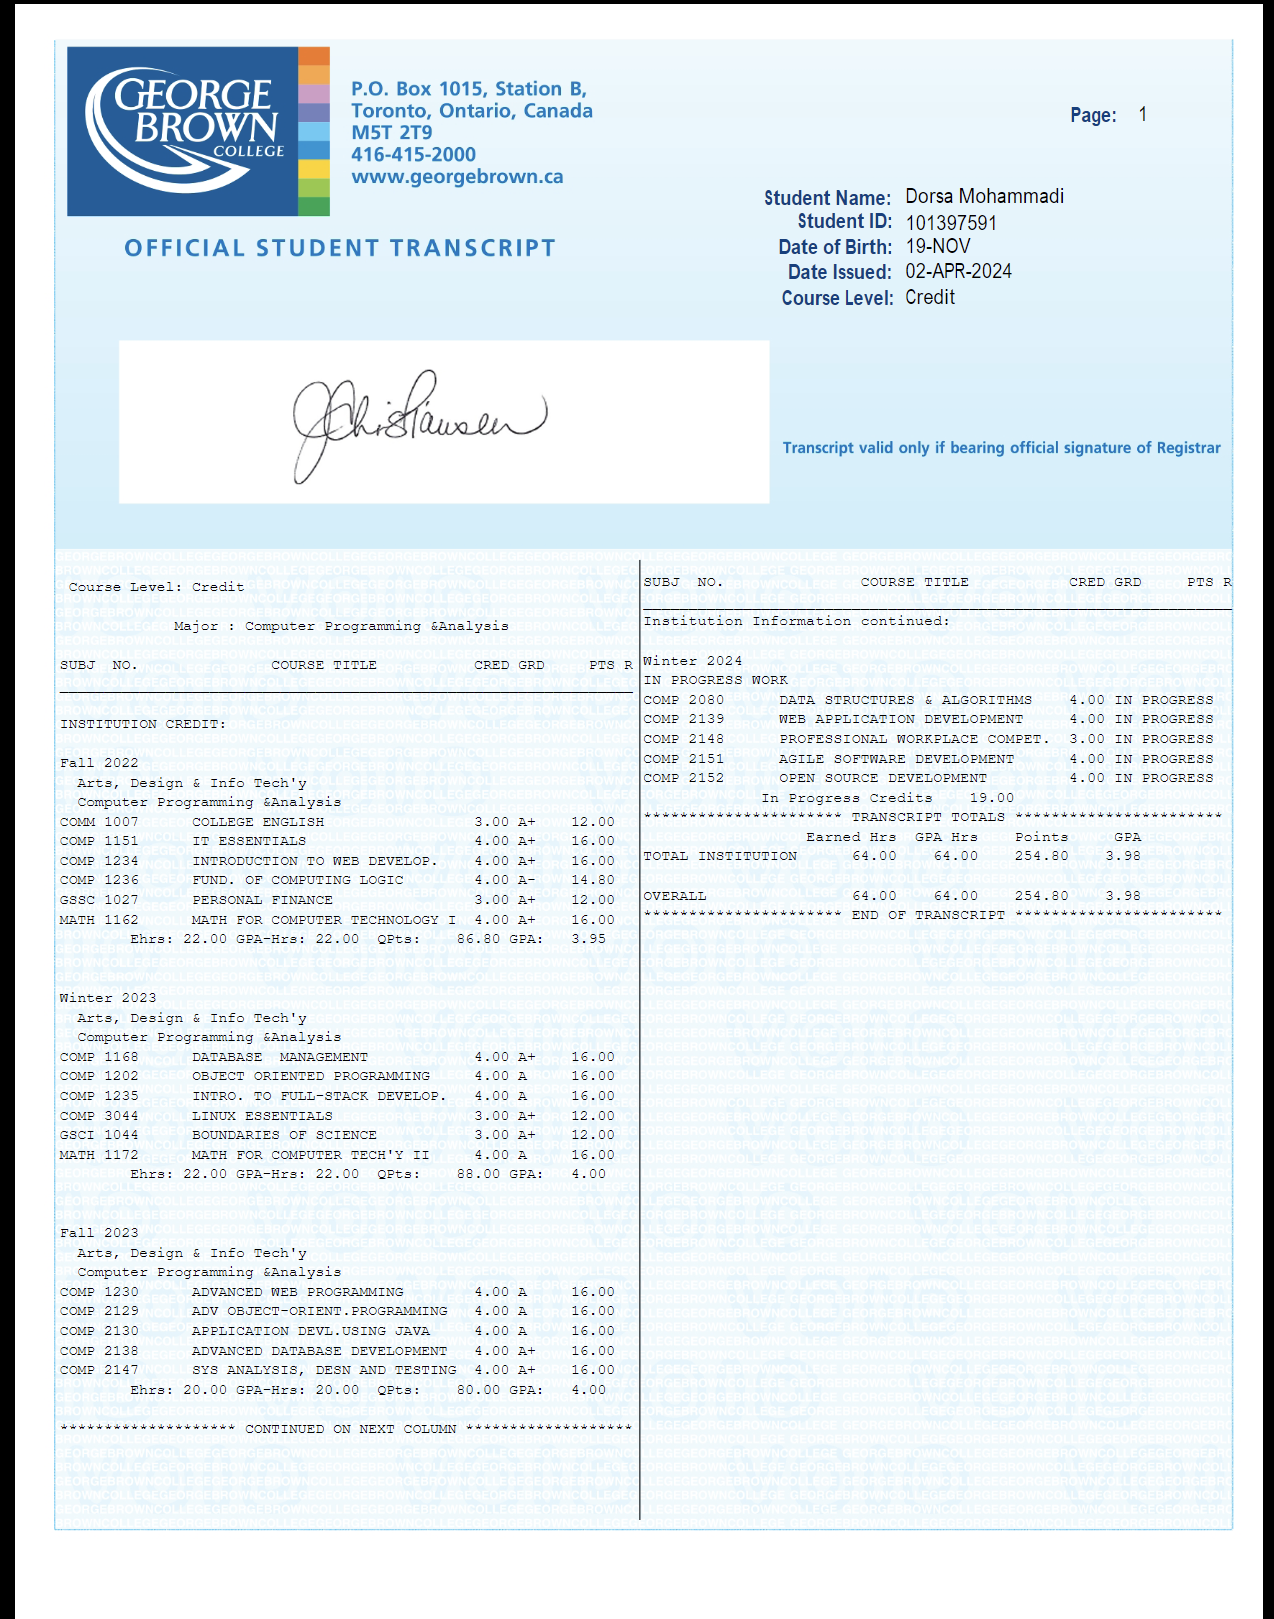 GEORGE
BROWN
COLLEGE
P.O. Box 1015, Station B,
Toronto, Ontario, Canada
M5T 2T9
416-415-2000
www.georgebrown.ca
OFFICIAL STUDENT TRANSCRIPT
Page: 1
Student Name: Dorsa Mohammadi
Student ID: 101397591
Date of Birth: 19-NOV
Date Issued: 02-APR-2024
Course Level: Credit
JChristiansen
Transcript valid only if bearing official signature of Registrar
Course Level: Credit
Major : Computer Programming &Analysis
SUBJ NO. COURSE TITLE CRED GRD PTS R
INSTITUTION CREDIT:
Fall 2022
Arts, Design & Info Tech'y
Computer Programming &Analysis
COMM 1007 COLLEGE ENGLISH 3.00 A+ 12.00
COMP 1151 IT ESSENTIALS 4.00 A+ 16.00
COMP 1234 INTRODUCTION TO WEB DEVELOP. 4.00 A+ 16.00
COMP 1236 FUND. OF COMPUTING LOGIC 4.00 A- 14.80
GSSC 1027 PERSONAL FINANCE 3.00 A+ 12.00
MATH 1162 MATH FOR COMPUTER TECHNOLOGY I 4.00 A+ 16.00
Ehrs: 22.00 GPA-Hrs: 22.00 QPts: 86.80 GPA: 3.95
Winter 2023
Arts, Design & Info Tech'y
Computer Programming &Analysis
COMP 1168 DATABASE MANAGEMENT 4.00 A+ 16.00
COMP 1202 OBJECT ORIENTED PROGRAMMING 4.00 A 16.00
COMP 1235 INTRO. TO FULL-STACK DEVELOP. 4.00 A 16.00
COMP 3044 LINUX ESSENTIALS 3.00 A+ 12.00
GSCI 1044 BOUNDARIES OF SCIENCE 3.00 A+ 12.00
MATH 1172 MATH FOR COMPUTER TECH'Y II 4.00 A 16.00
Ehrs: 22.00 GPA-Hrs: 22.00 QPts: 88.00 GPA: 4.00
Fall 2023
Arts, Design & Info Tech'y
Computer Programming &Analysis
COMP 1230 ADVANCED WEB PROGRAMMING 4.00 A 16.00
COMP 2129 ADV OBJECT-ORIENT.PROGRAMMING 4.00 A 16.00
COMP 2130 APPLICATION DEVL.USING JAVA 4.00 A 16.00
COMP 2138 ADVANCED DATABASE DEVELOPMENT 4.00 A+ 16.00
COMP 2147 SYS ANALYSIS, DESN AND TESTING 4.00 A+ 16.00
Ehrs: 20.00 GPA-Hrs: 20.00 QPts: 80.00 GPA: 4.00
******************** CONTINUED ON NEXT COLUMN *******************
SUBJ NO. COURSE TITLE CRED GRD PTS R
Institution Information continued:
Winter 2024
IN PROGRESS WORK
COMP 2080 DATA STRUCTURES & ALGORITHMS 4.00 IN PROGRESS
COMP 2139 WEB APPLICATION DEVELOPMENT 4.00 IN PROGRESS
COMP 2148 PROFESSIONAL WORKPLACE COMPET. 3.00 IN PROGRESS
COMP 2151 AGILE SOFTWARE DEVELOPMENT 4.00 IN PROGRESS
COMP 2152 OPEN SOURCE DEVELOPMENT 4.00 IN PROGRESS
In Progress Credits 19.00
********************** TRANSCRIPT TOTALS ***********************
Earned Hrs GPA Hrs Points GPA
TOTAL INSTITUTION 64.00 64.00 254.80 3.98
OVERALL 64.00 64.00 254.80 3.98
********************** END OF TRANSCRIPT ***********************